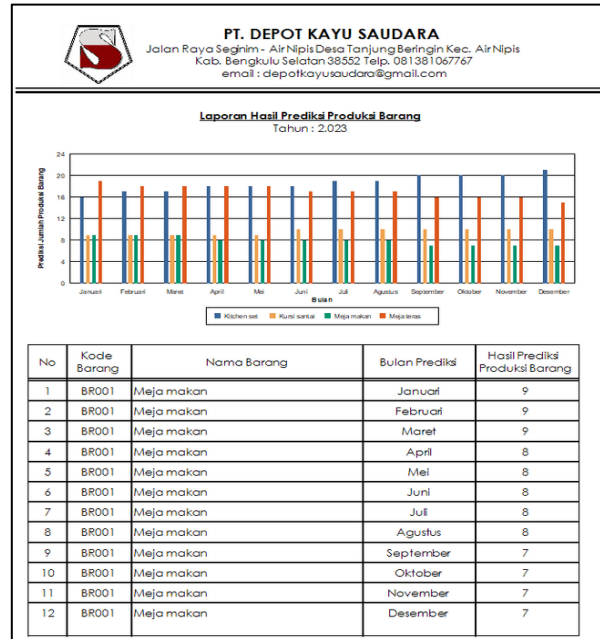 PT. DEPOT KAYU SAUDARA
Jalan Raya Seginim - Air Nipis Desa Tanjung Beringin Kec. Air Nipis
Kab. Bengkulu Selatan 38552 Telp. 081381067767
email : depotkayusaudara@gmail.com
Laporan Hasil Prediksi Produksi Barang
Tahun : 2.023
Prediksi Jumlah Produksi Barang
24
20
16
12
8
4
0
Januari Februari Maret April Mei Juni Juli Agustus September Oktober November Desember
Bulan
Kitchen set Kursi santai Meja makan Meja teras
No Kode Barang Nama Barang Bulan Prediksi Hasil Prediksi Produksi Barang
1 BR001 Meja makan Januari 9
2 BR001 Meja makan Februari 9
3 BR001 Meja makan Maret 9
4 BR001 Meja makan April 8
5 BR001 Meja makan Mei 8
6 BR001 Meja makan Juni 8
7 BR001 Meja makan Juli 8
8 BR001 Meja makan Agustus 8
9 BR001 Meja makan September 7
10 BR001 Meja makan Oktober 7
11 BR001 Meja makan November 7
12 BR001 Meja makan Desember 7